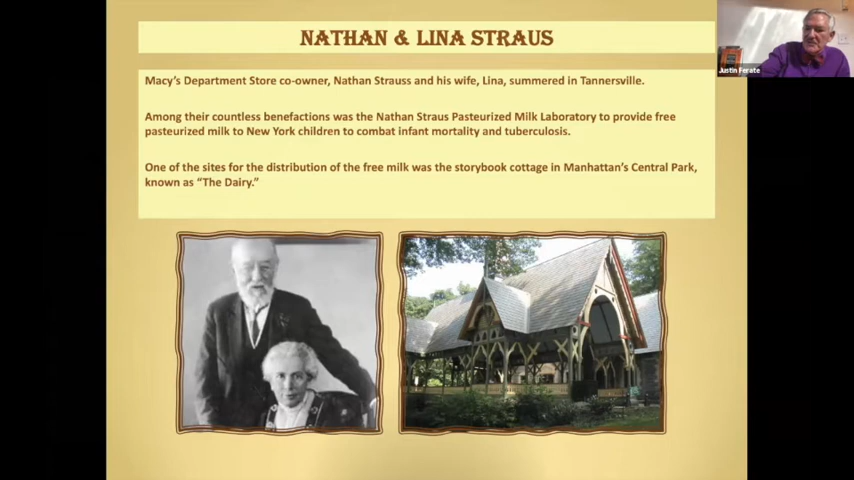 NATHAN & LINA STRAUS
Macy's Department Store co-owner, Nathan Strauss and his wife, Lina, summered in Tannersville.
Among their countless benefactions was the Nathan Straus Pasteurized Milk Laboratory to provide free
pasteurized milk to New York children to combat infant mortality and tuberculosis.
One of the sites for the distribution of the free milk was the storybook cottage in Manhattan's Central Park,
known as “The Dairy.”
Justin Ferate